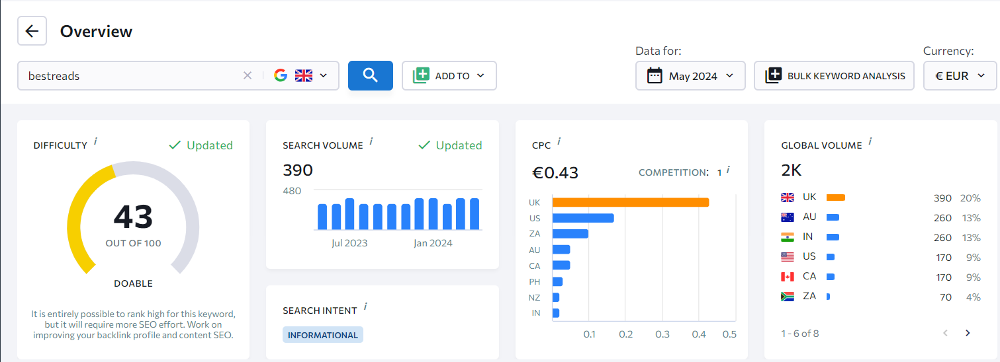 Overview
Data for:
Currency:
bestreads
ADD TO
May 2024
BULK KEYWORD ANALYSIS
€ EUR
DIFFICULTY i
Updated
43
OUT OF 100
DOABLE
It is entirely possible to rank high for this keyword,
but it will require more SEO effort. Work on
improving your backlink profile and content SEO.
SEARCH VOLUME i
Updated
390
480
Jul 2023
Jan 2024
SEARCH INTENT i
INFORMATIONAL
CPC i
€0.43
COMPETITION: 1 i
UK
US
ZA
AU
CA
PH
NZ
IN
0.1 0.2 0.3 0.4 0.5
GLOBAL VOLUME i
2K
UK 390 20%
AU 260 13%
IN 260 13%
US 170 9%
CA 170 9%
ZA 70 4%
1 - 6 of 8